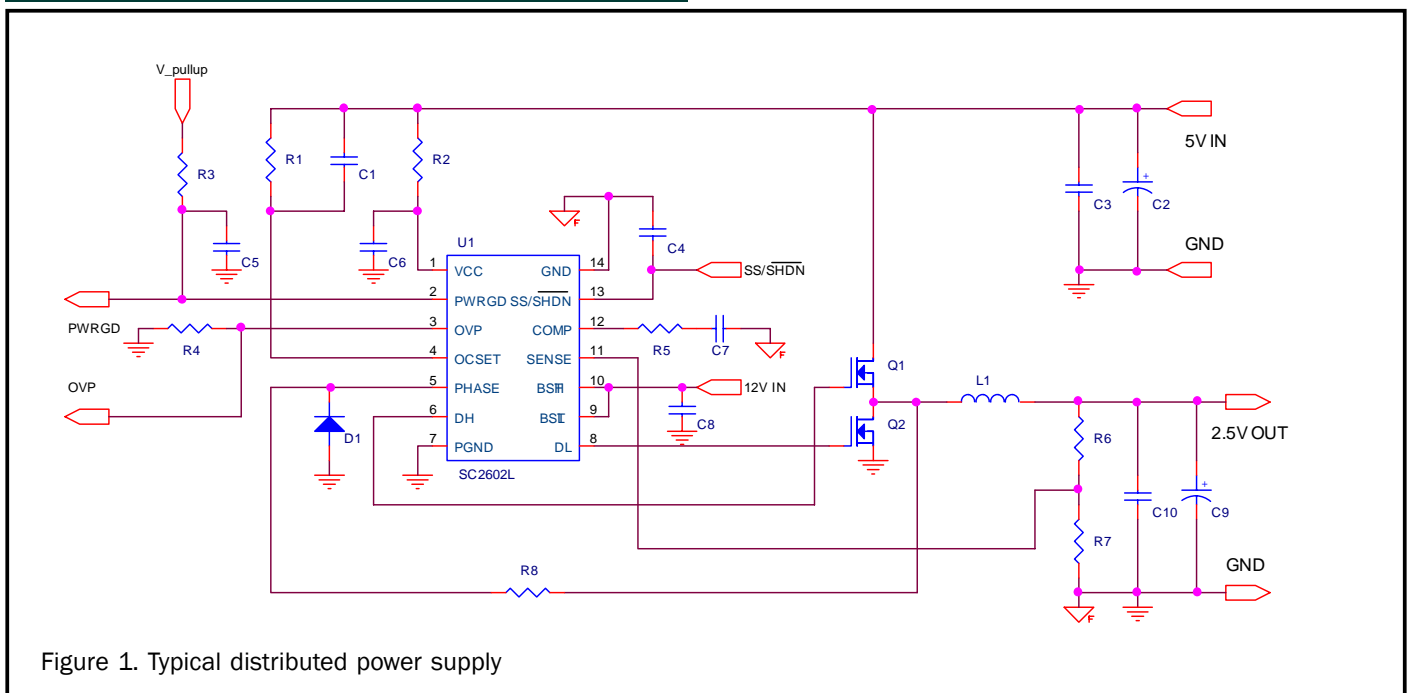 V_pullup
R3
R1
C1
R2
C3
C2
+
5V IN
GND
C5
C6
F
C4
SS/SHDN
U1
1
VCC
GND
14
2
PWRGD
SS/SHDN
13
3
OVP
COMP
12
4
OCSET
SENSE
11
5
PHASE
BSTH
10
6
DH
BSTL
9
7
PGND
DL
8
SC2602L
PWRGD
R4
OVP
D1
R5
C7
F
12V IN
C8
Q1
Q2
L1
2.5V OUT
R6
R7
C10
+
C9
GND
F
R8
Figure 1. Typical distributed power supply